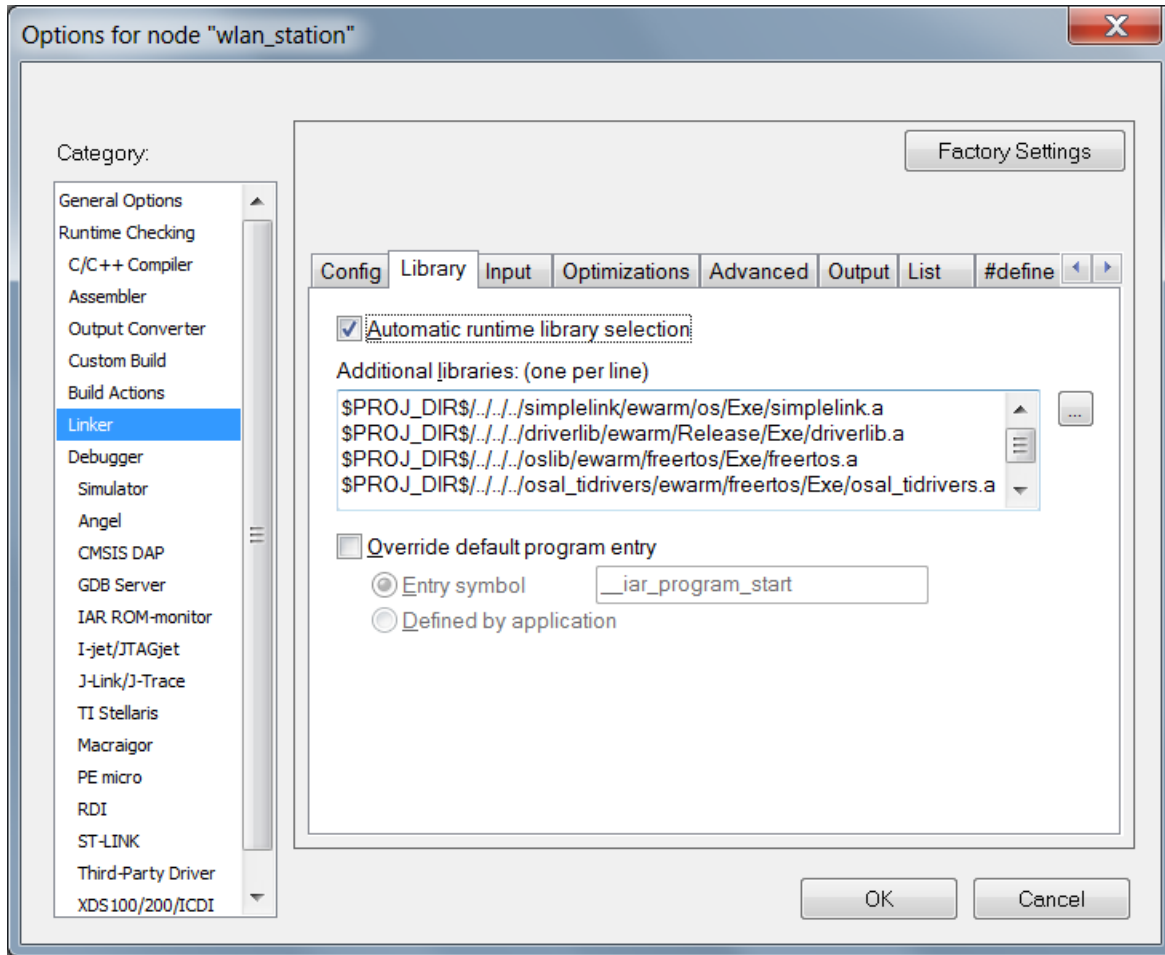 Options for node "wlan_station"
X
Category:
Factory Settings
General Options
Runtime Checking
C/C++ Compiler
Assembler
Output Converter
Custom Build
Build Actions
Linker
Debugger
Simulator
Angel
CMSIS DAP
GDB Server
IAR ROM-monitor
I-jet/JTAGjet
J-Link/J-Trace
TI Stellaris
Macraigor
PE micro
RDI
ST-LINK
Third-Party Driver
XDS100/200/ICDI
Config Library Input Optimizations Advanced Output List #define
Automatic runtime library selection
Additional libraries: (one per line)
$PROJ_DIR$/../../../simplelink/ewarm/os/Exe/simplelink.a
$PROJ_DIR$/../../../driverlib/ewarm/Release/Exe/driverlib.a
$PROJ_DIR$/../../../oslib/ewarm/freertos/Exe/freertos.a
$PROJ_DIR$/../../../osal_tidrivers/ewarm/freertos/Exe/osal_tidrivers.a
...
Override default program entry
Entry symbol __iar_program_start
Defined by application
OK Cancel